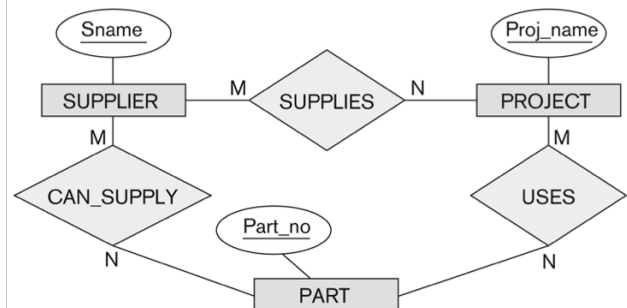 Sname
Proj_name
M
N
SUPPLIER
SUPPLIES
PROJECT
M
M
CAN_SUPPLY
USES
Part_no
N
N
PART